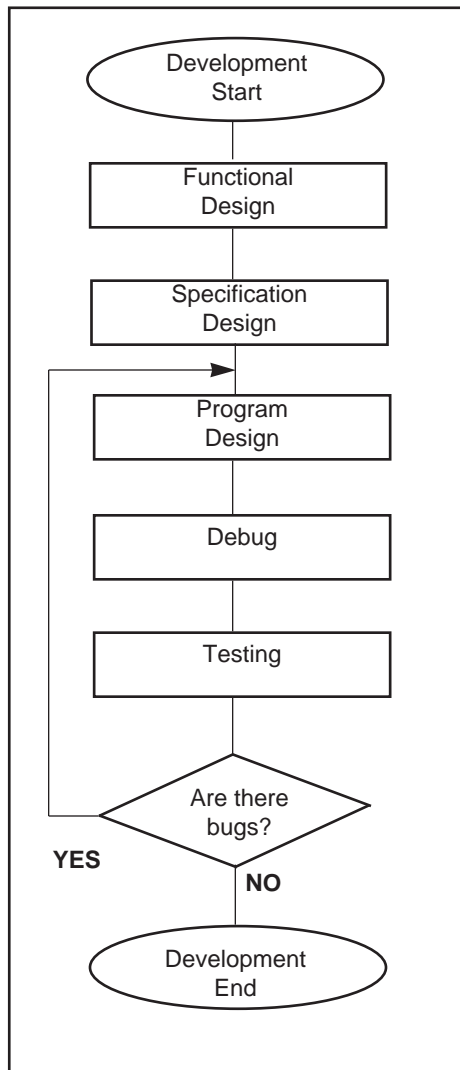 Development
Start
Functional
Design
Specification
Design
Program
Design
Debug
Testing
Are there
bugs?
YES
NO
Development
End